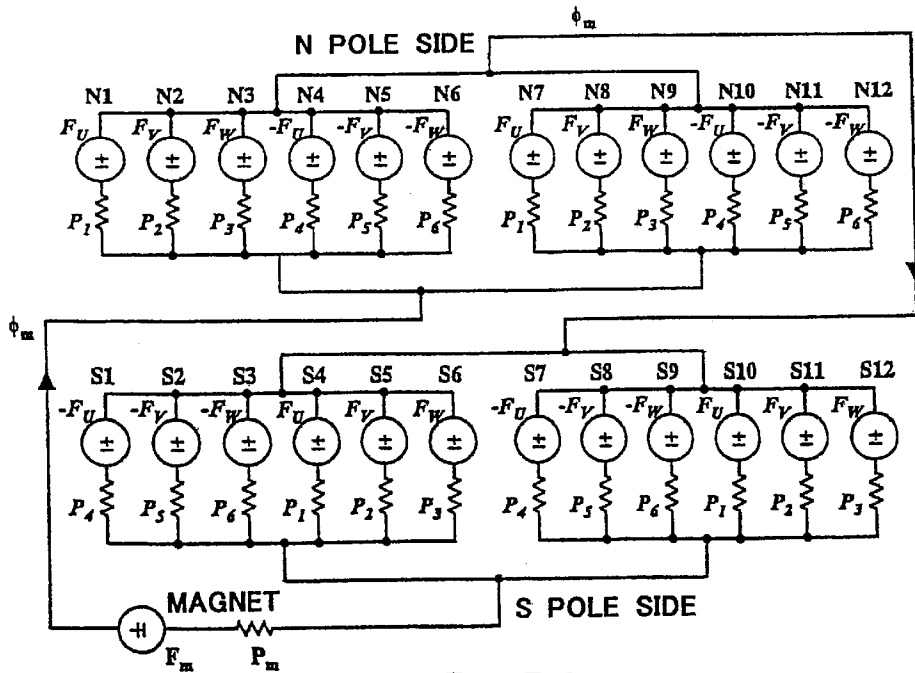 ϕm
N POLE SIDE
N1 N2 N3 N4 N5 N6 N7 N8 N9 N10 N11 N12
FU FV FW -FU -FV -FW FU FV FW -FU -FV -FW
P1 P2 P3 P4 P5 P6 P1 P2 P3 P4 P5 P6
ϕm
S1 S2 S3 S4 S5 S6 S7 S8 S9 S10 S11 S12
-FU -FV -FW FU FV FW -FU -FV -FW FU FV FW
P4 P5 P6 P1 P2 P3 P4 P5 P6 P1 P2 P3
MAGNET
S POLE SIDE
Fm Pm